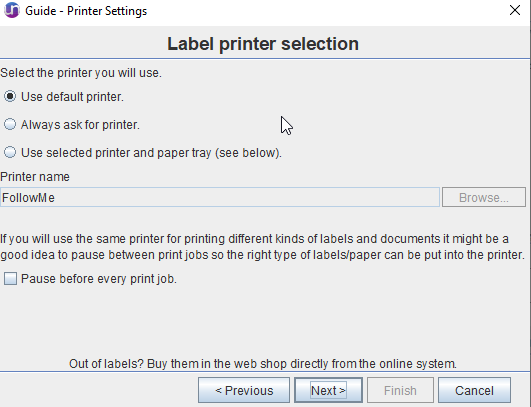 Guide - Printer Settings
Label printer selection
Select the printer you will use.
Use default printer.
Always ask for printer.
Use selected printer and paper tray (see below).
Printer name
FollowMe
Browse...
If you will use the same printer for printing different kinds of labels and documents it might be a
good idea to pause between print jobs so the right type of labels/paper can be put into the printer.
Pause before every print job.
Out of labels? Buy them in the web shop directly from the online system.
< Previous
Next >
Finish
Cancel